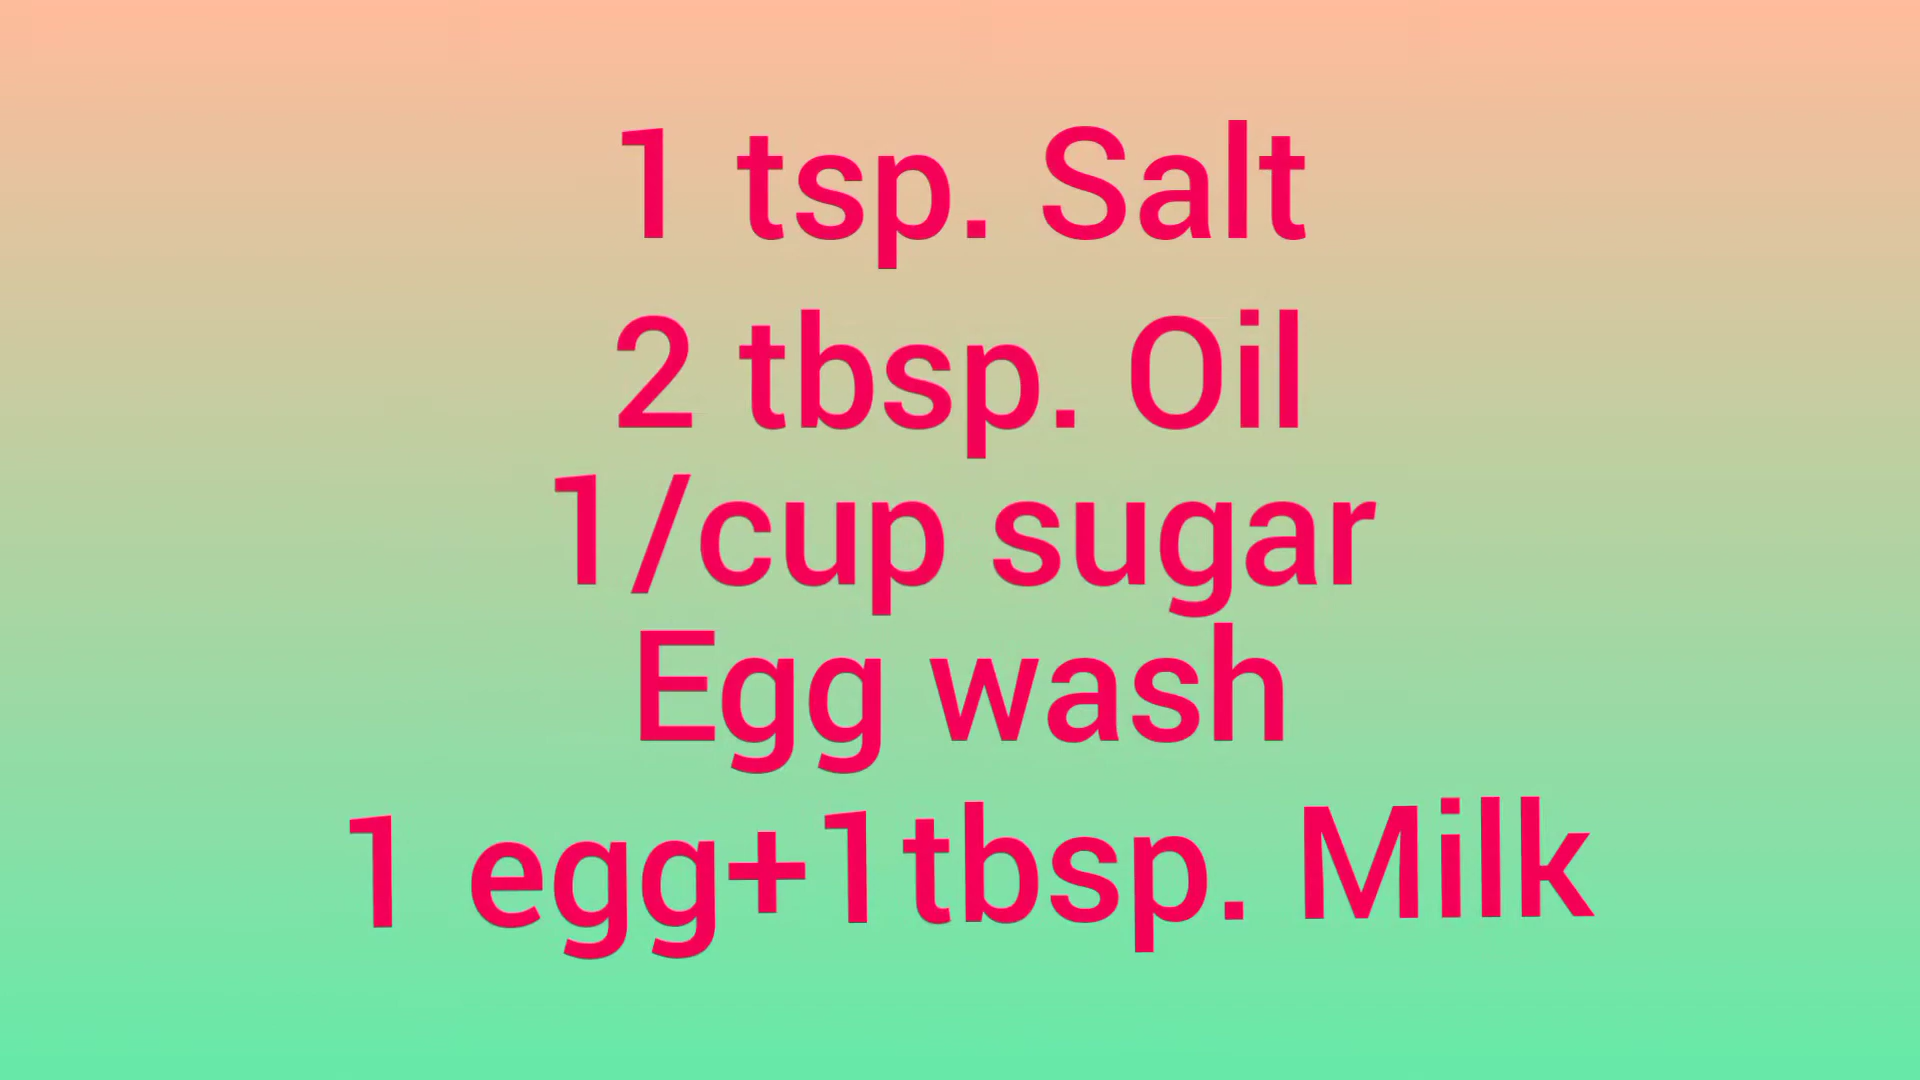 1 tsp. Salt
2 tbsp. Oil
1/cup sugar
Egg wash
1 egg+1tbsp. Milk